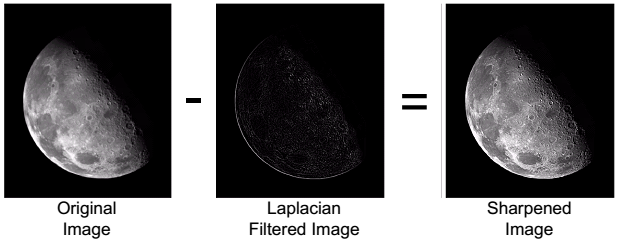 -
=
Original
Image
Laplacian
Filtered Image
Sharpened
Image